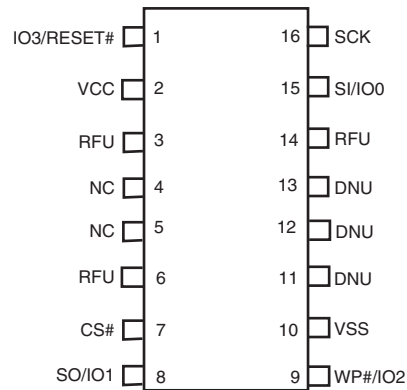 IO3/RESET# 1 16 SCK
VCC 2 15 SI/IO0
RFU 3 14 RFU
NC 4 13 DNU
NC 5 12 DNU
RFU 6 11 DNU
CS# 7 10 VSS
SO/IO1 8 9 WP#/IO2